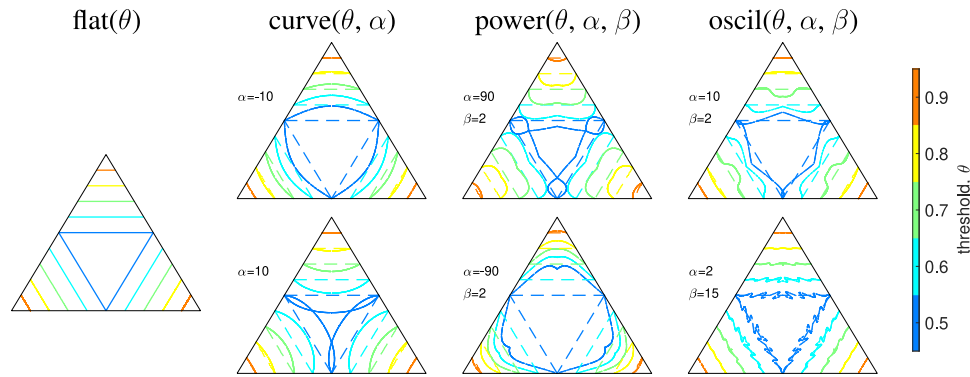 flat(θ)
curve(θ, α)
power(θ, α, β)
oscil(θ, α, β)
α=-10
α=90
β=2
α=10
β=2
α=10
α=-90
β=2
α=2
β=15
0.9
0.8
0.7
0.6
0.5
threshold. θ